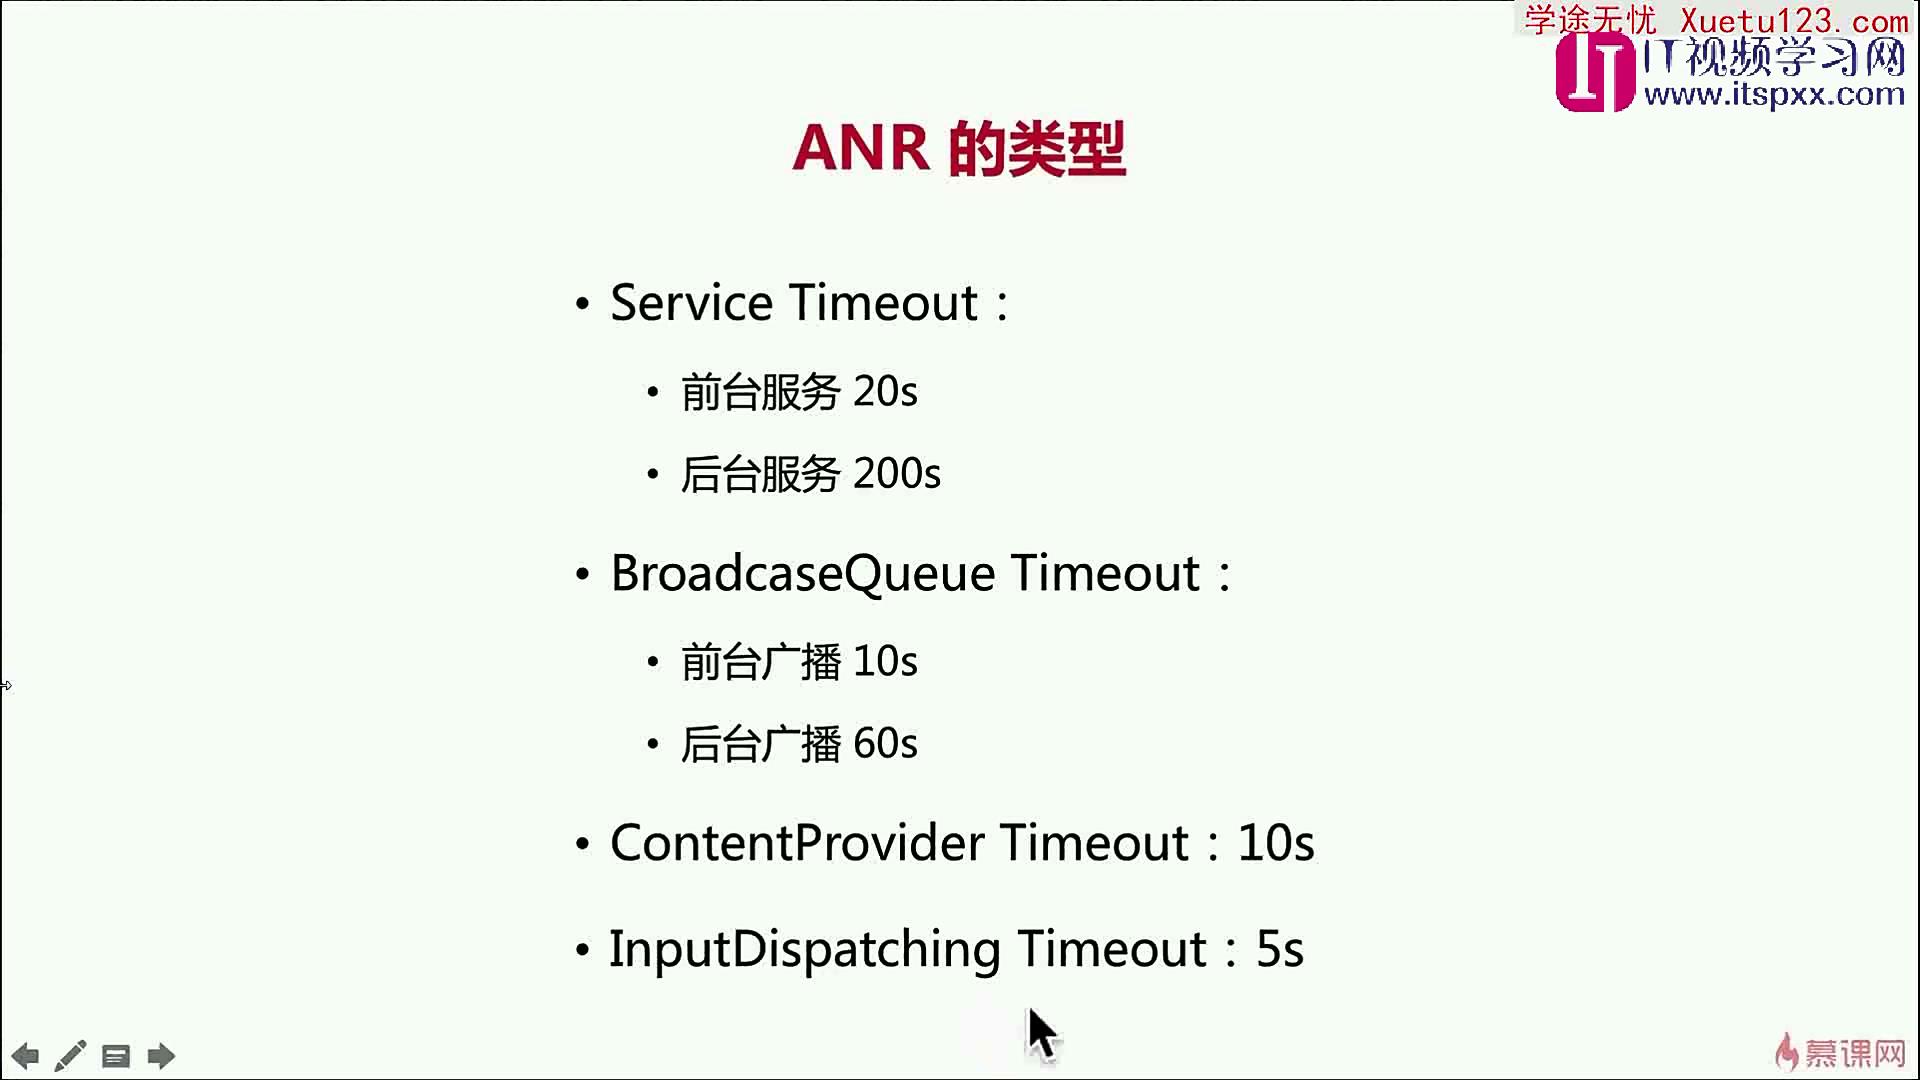 学途无忧 Xuetu123.com
IT视频学习网
www.itspxx.com
ANR 的类型
• Service Timeout：
• 前台服务 20s
• 后台服务 200s
• BroadcaseQueue Timeout：
• 前台广播 10s
• 后台广播 60s
• ContentProvider Timeout：10s
• InputDispatching Timeout：5s
慕课网